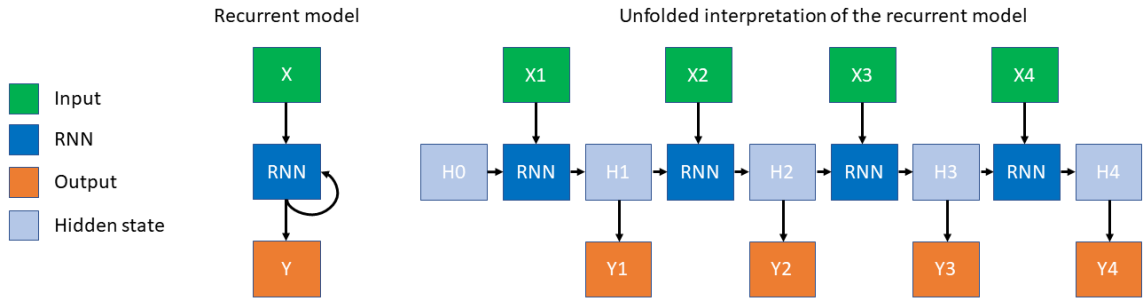 Recurrent model
Unfolded interpretation of the recurrent model
X
X1
X2
X3
X4
Input
RNN
Output
Hidden state
RNN
H0
RNN
H1
RNN
H2
RNN
H3
RNN
H4
Y
Y1
Y2
Y3
Y4